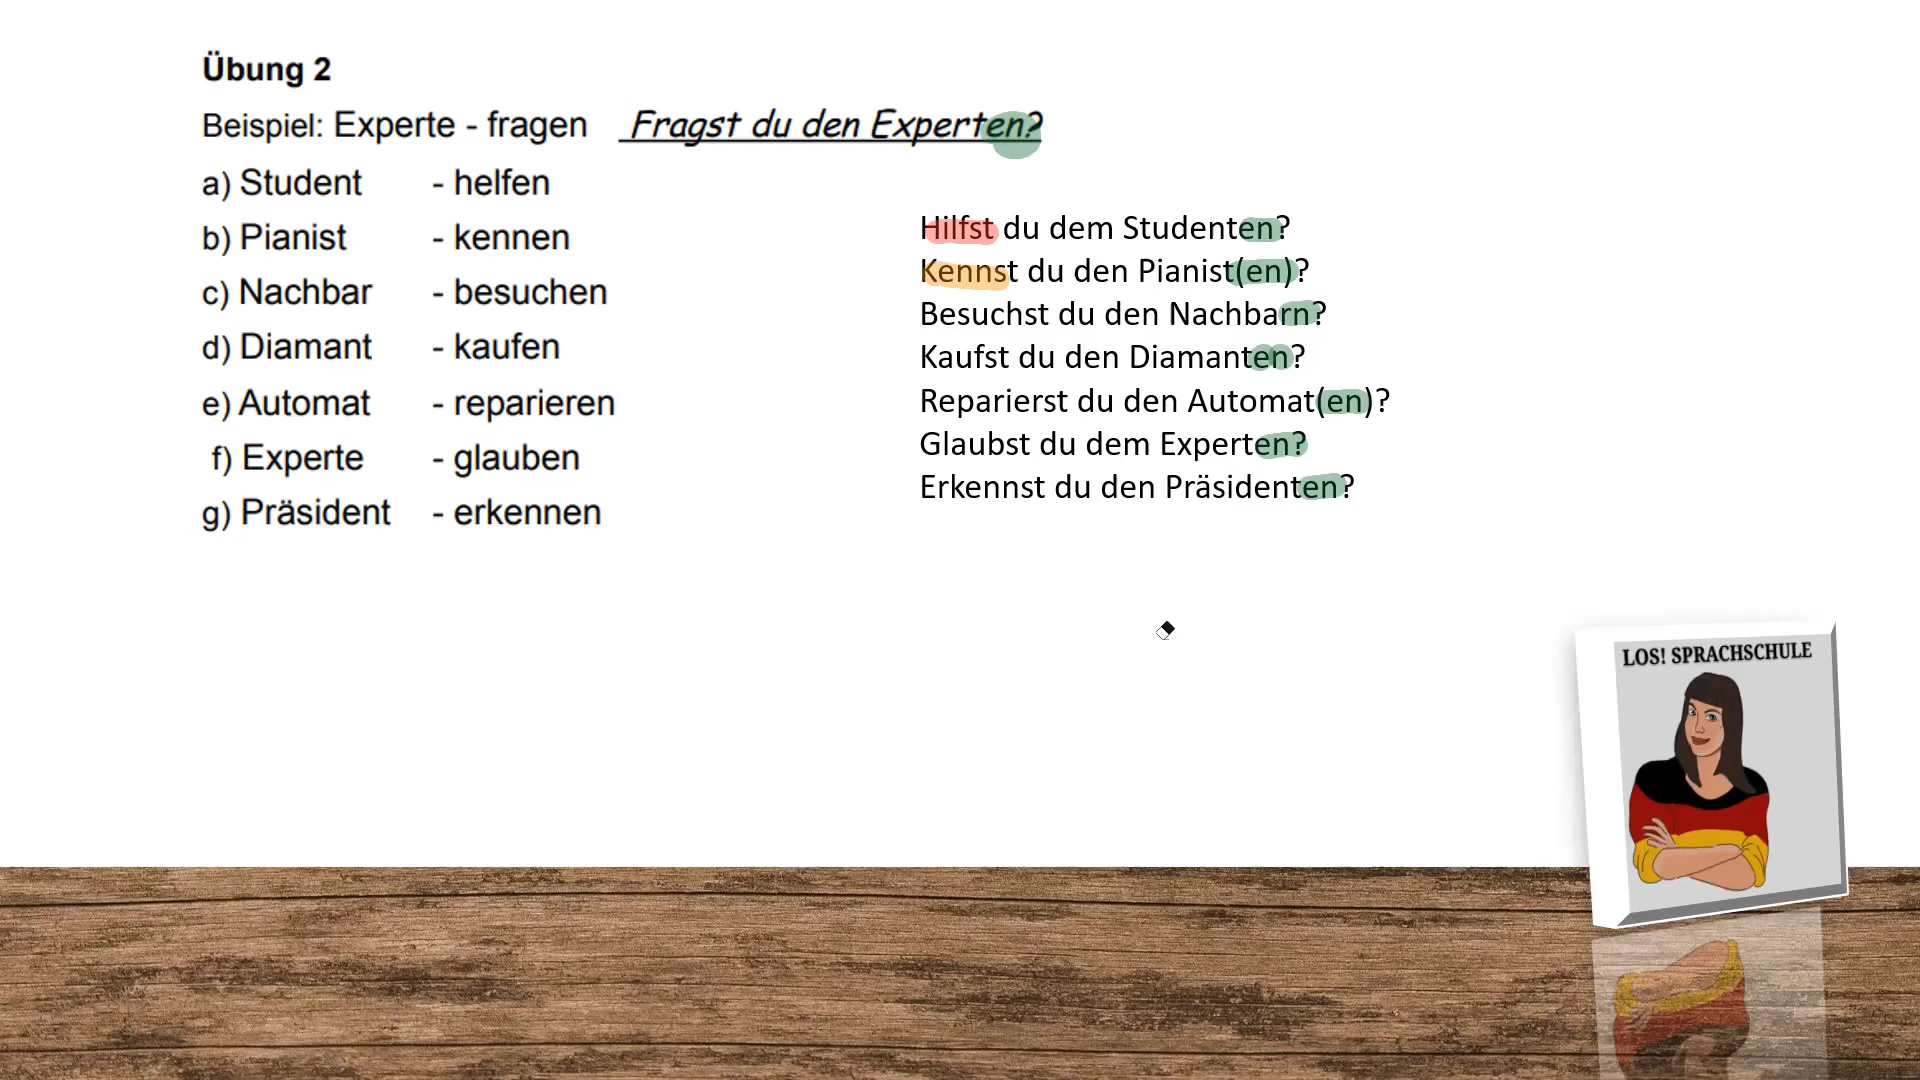 Übung 2
Beispiel: Experte - fragen Fragst du den Experten?
a) Student - helfen
b) Pianist - kennen
c) Nachbar - besuchen
d) Diamant - kaufen
e) Automat - reparieren
f) Experte - glauben
g) Präsident - erkennen
Hilfst du dem Studenten?
Kennst du den Pianist(en)?
Besuchst du den Nachbarn?
Kaufst du den Diamanten?
Reparierst du den Automat(en)?
Glaubst du dem Experten?
Erkennst du den Präsidenten?
LOS! SPRACHSCHULE